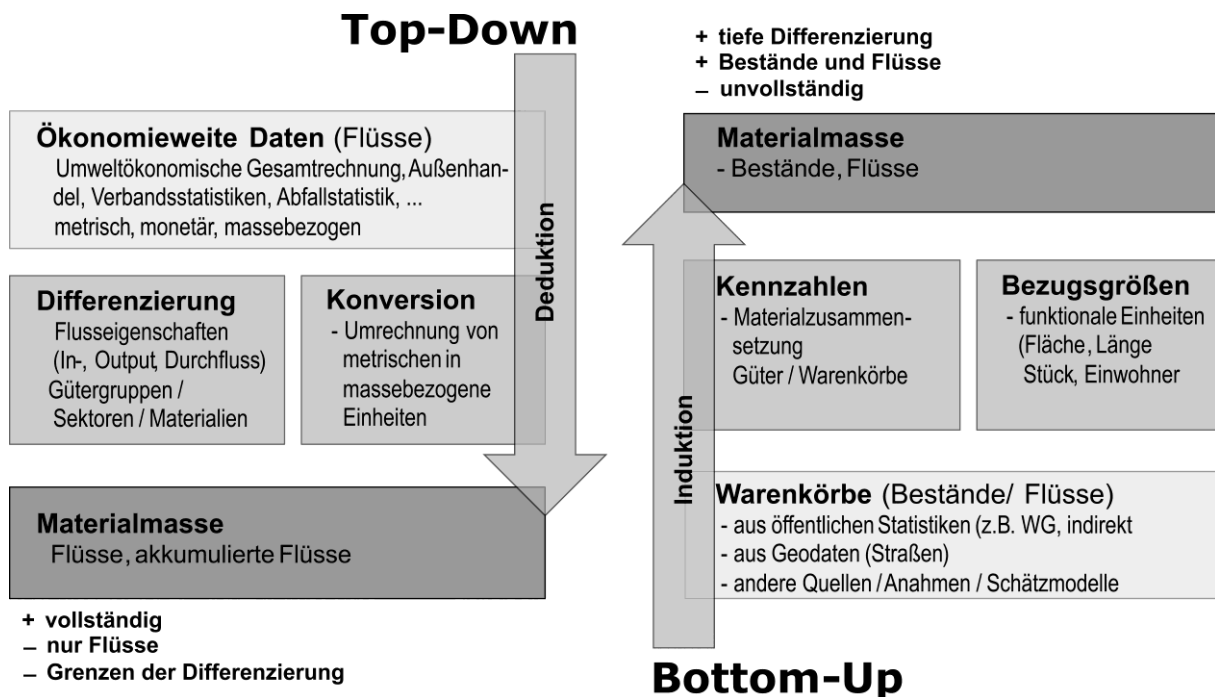 Top-Down
Ökonomieweite Daten (Flüsse)
Umweltökonomische Gesamtrechnung, Außenhan-
del, Verbandsstatistiken, Abfallstatistik, ...
metrisch, monetär, massebezogen
Differenzierung
Flusseigenschaften
(In-, Output, Durchfluss)
Gütergruppen /
Sektoren / Materialien
Konversion
- Umrechnung von
metrischen in
massebezogene
Einheiten
Deduktion
Materialmasse
Flüsse, akkumulierte Flüsse
+ vollständig
– nur Flüsse
– Grenzen der Differenzierung
+ tiefe Differenzierung
+ Bestände und Flüsse
– unvollständig
Materialmasse
- Bestände, Flüsse
Kennzahlen
- Materialzusammen-
setzung
Güter / Warenkörbe
Bezugsgrößen
- funktionale Einheiten
(Fläche, Länge
Stück, Einwohner
Induktion
Warenkörbe (Bestände/ Flüsse)
- aus öffentlichen Statistiken (z.B. WG, indirekt
- aus Geodaten (Straßen)
- andere Quellen / Anahmen / Schätzmodelle
Bottom-Up